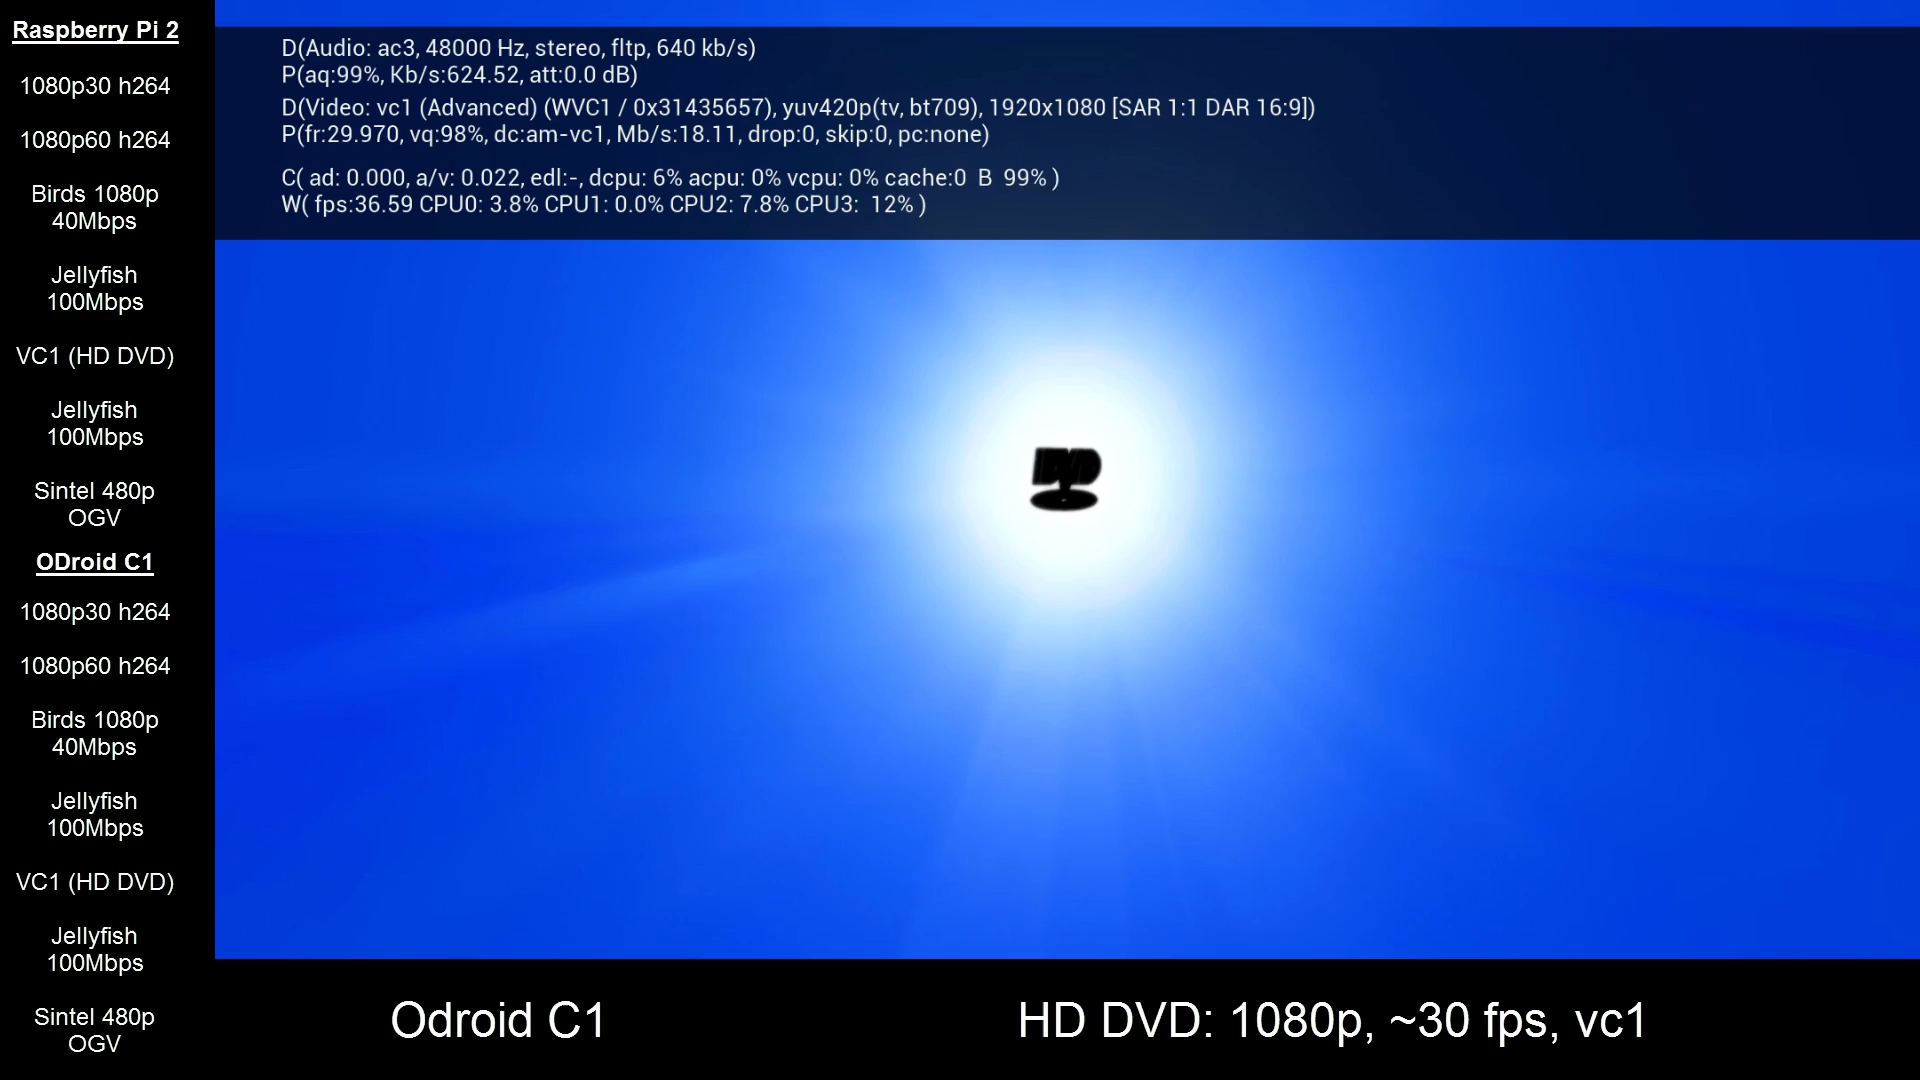 Raspberry Pi 2
1080p30 h264
1080p60 h264
Birds 1080p
40Mbps
Jellyfish
100Mbps
VC1 (HD DVD)
Jellyfish
100Mbps
Sintel 480p
OGV
ODroid C1
1080p30 h264
1080p60 h264
Birds 1080p
40Mbps
Jellyfish
100Mbps
VC1 (HD DVD)
Jellyfish
100Mbps
Sintel 480p
OGV
D(Audio: ac3, 48000 Hz, stereo, fltp, 640 kb/s)
P(aq:99%, Kb/s:624.52, att:0.0 dB)
D(Video: vc1 (Advanced) (WVC1 / 0x31435657), yuv420p(tv, bt709), 1920x1080 [SAR 1:1 DAR 16:9])
P(fr:29.970, vq:98%, dc:am-vc1, Mb/s:18.11, drop:0, skip:0, pc:none)
C( ad: 0.000, a/v: 0.022, edl:-, dcpu: 6% acpu: 0% vcpu: 0% cache:0 B 99% )
W( fps:36.59 CPU0: 3.8% CPU1: 0.0% CPU2: 7.8% CPU3: 12% )
DVD
Odroid C1
HD DVD: 1080p, ~30 fps, vc1